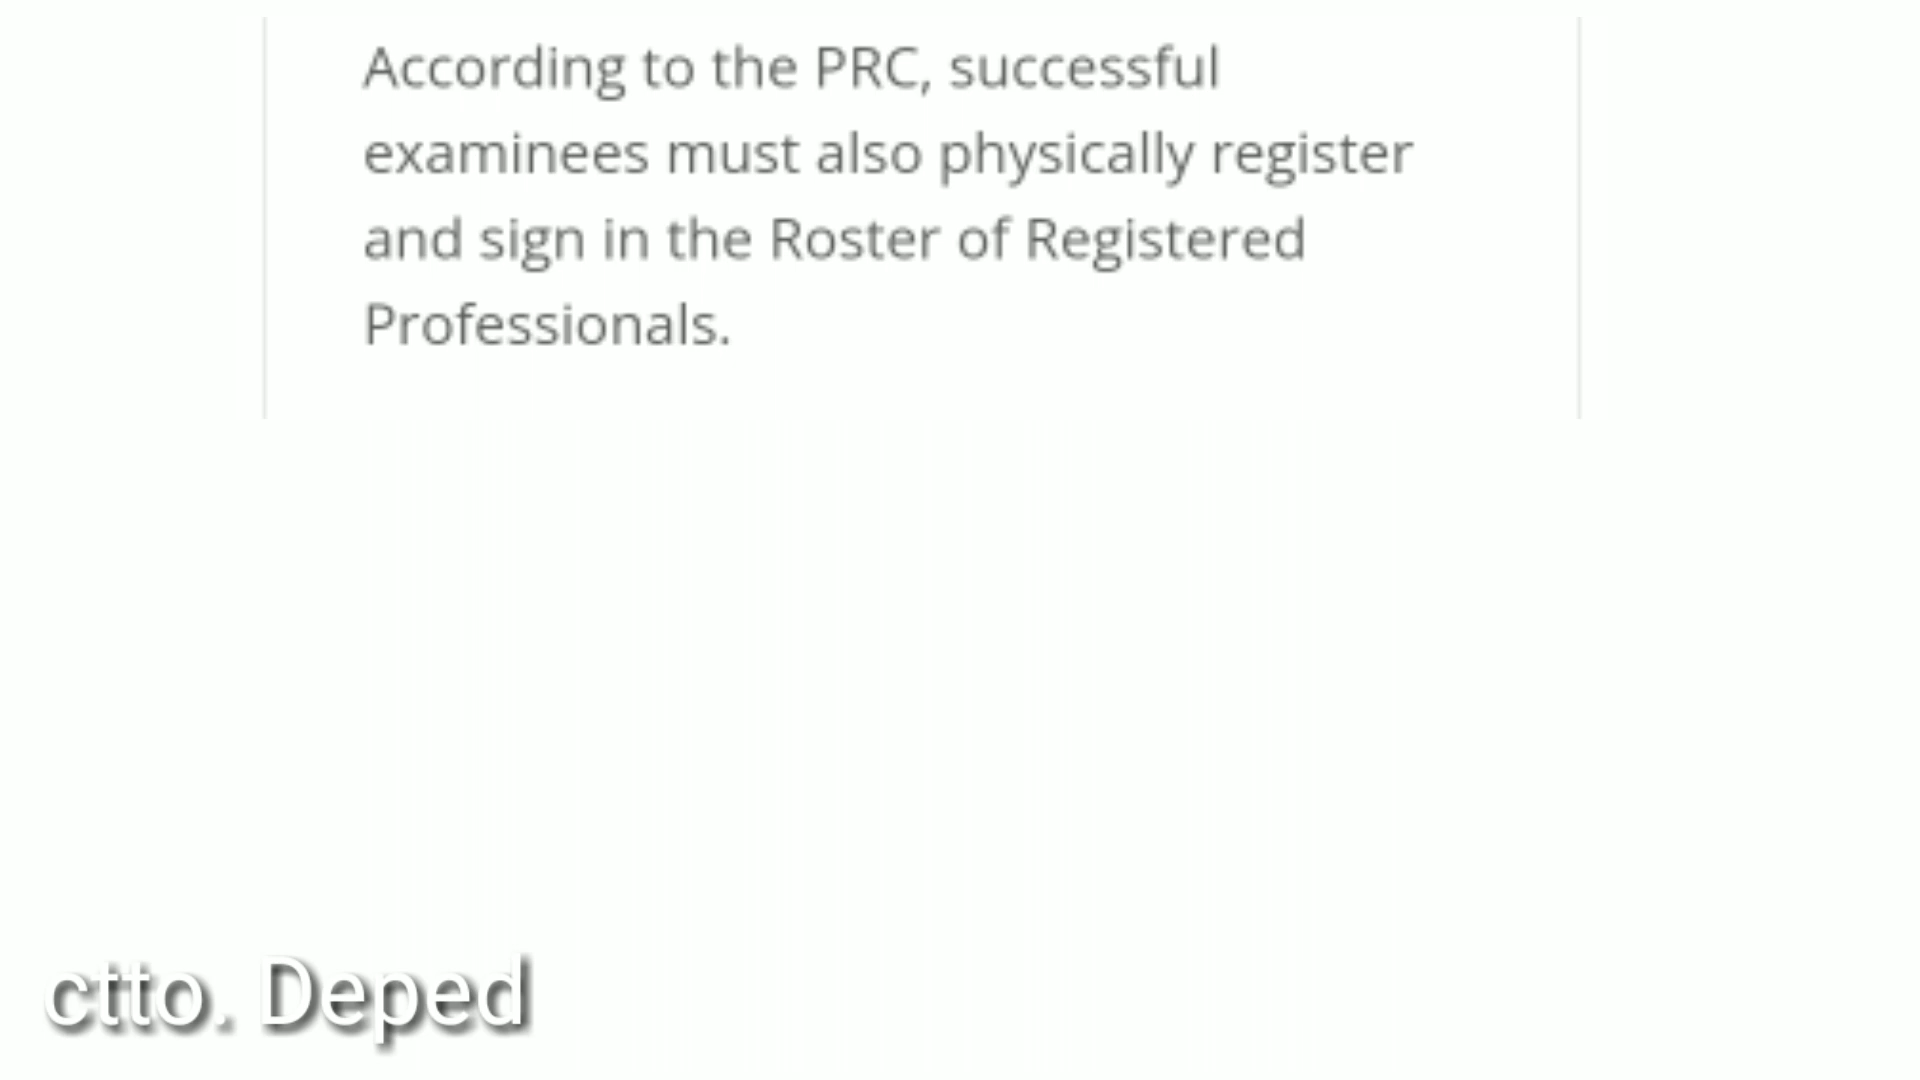 According to the PRC, successful
examinees must also physically register
and sign in the Roster of Registered
Professionals.
ctto. Deped